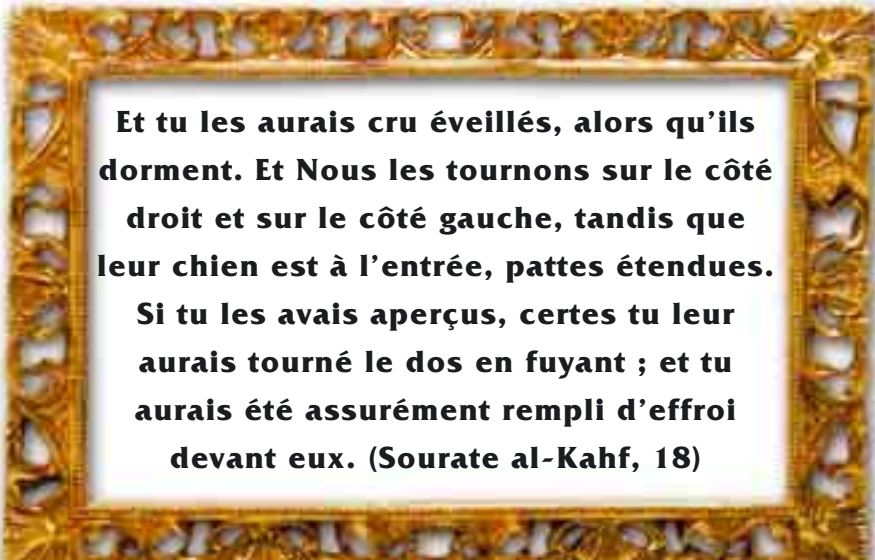 Et tu les aurais cru éveillés, alors qu’ils
dorment. Et Nous les tournons sur le côté
droit et sur le côté gauche, tandis que
leur chien est à l’entrée, pattes étendues.
Si tu les avais aperçus, certes tu leur
aurais tourné le dos en fuyant ; et tu
aurais été assurément rempli d’effroi
devant eux. (Sourate al-Kahf, 18)